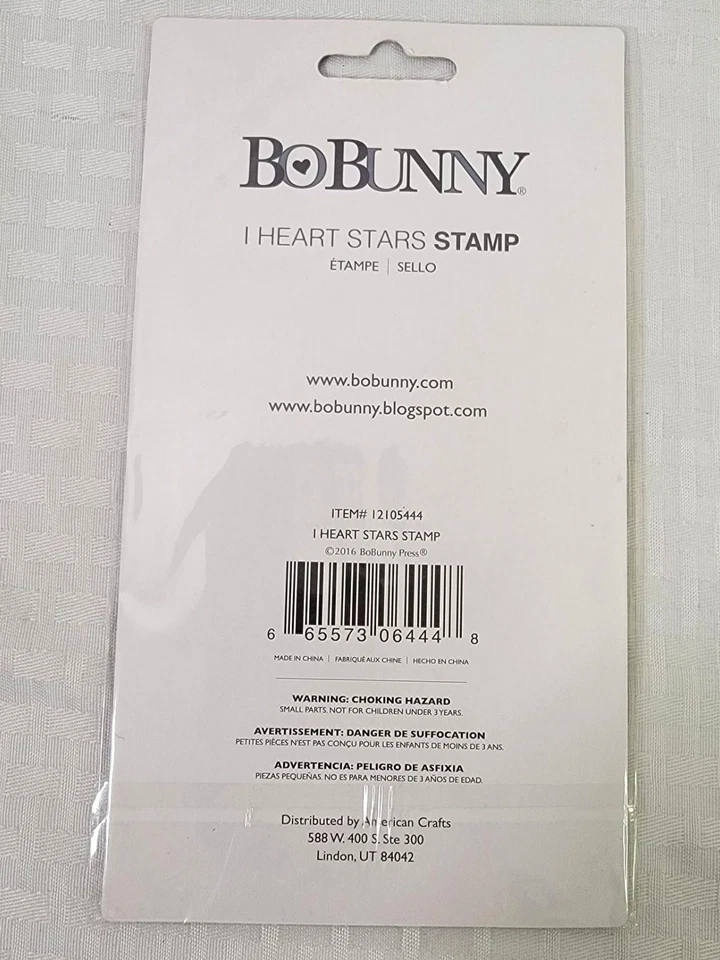 BOBUNNY®
I HEART STARS STAMP
ÉTAMPE | SELLO
www.bobunny.com
www.bobunny.blogspot.com
ITEM# 12105444
I HEART STARS STAMP
©2016 BoBunny Press®
6 65573 06444 8
MADE IN CHINA | FABRIQUÉ AUX CHINE | HECHO EN CHINA
WARNING: CHOKING HAZARD
SMALL PARTS. NOT FOR CHILDREN UNDER 3 YEARS.
AVERTISSEMENT: DANGER DE SUFFOCATION
PETITES PIÈCES N'EST PAS CONÇU POUR LES ENFANTS DE MOINS DE 3 ANS.
ADVERTENCIA: PELIGRO DE ASFIXIA
PIEZAS PEQUEÑAS. NO ES PARA MENORES DE 3 AÑOS DE EDAD.
Distributed by American Crafts
588 W. 400 S. Ste 300
Lindon, UT 84042